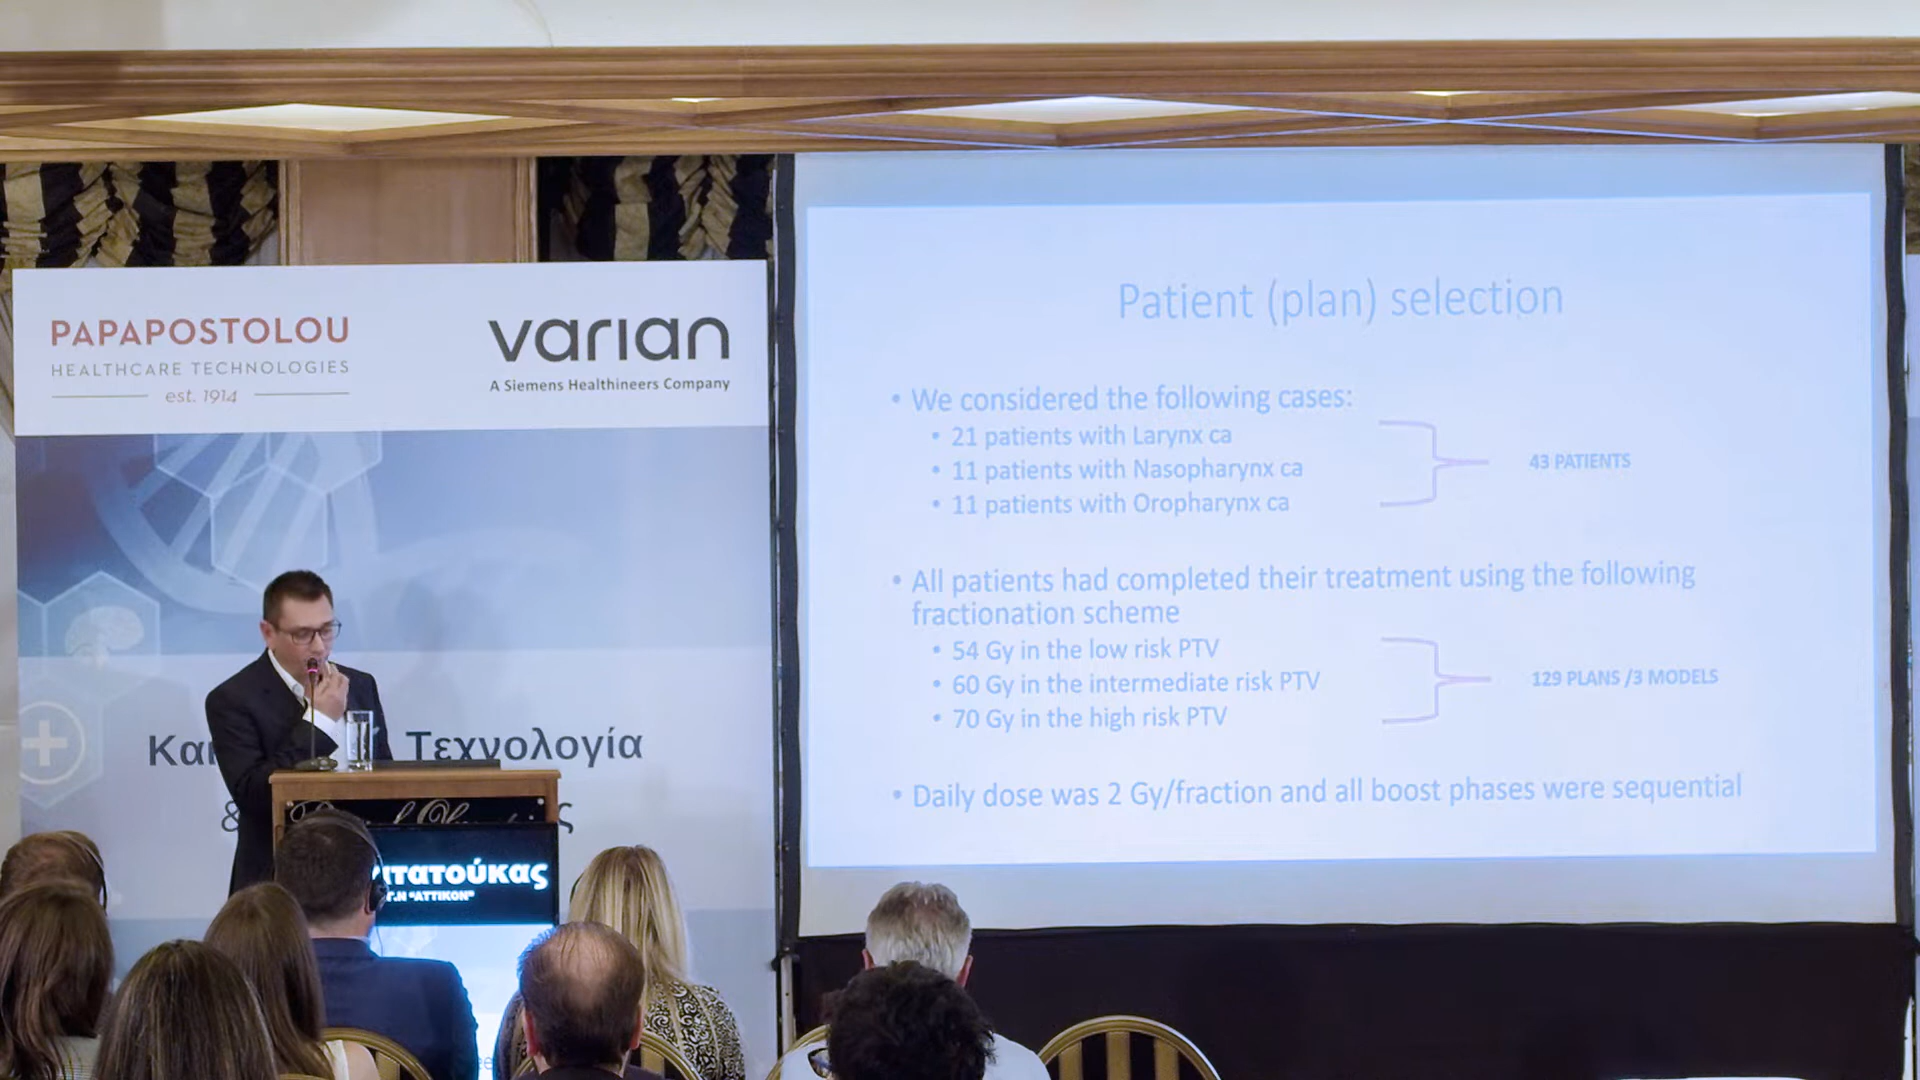 PAPAPOSTOLOU
HEALTHCARE TECHNOLOGIES
est. 1914
varian
A Siemens Healthineers Company
Τεχνολογία
&
Patient (plan) selection
• We considered the following cases:
• 21 patients with Larynx ca
• 11 patients with Nasopharynx ca
• 11 patients with Oropharynx ca
43 PATIENTS
• All patients had completed their treatment using the following
fractionation scheme
• 54 Gy in the low risk PTV
• 60 Gy in the intermediate risk PTV
• 70 Gy in the high risk PTV
129 PLANS /3 MODELS
• Daily dose was 2 Gy/fraction and all boost phases were sequential
"ΑΤΤΙΚΟΝ"